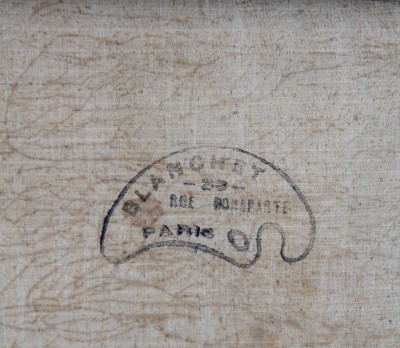 BLANCHET
- 29 -
RUE BONAPARTE
PARIS